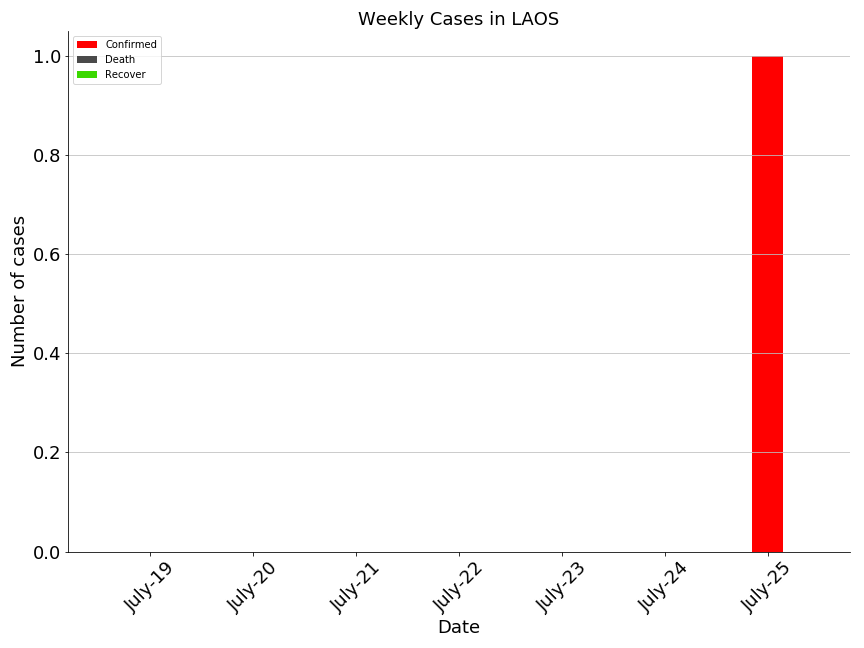 Weekly Cases in LAOS
Confirmed
Death
Recover
Number of cases
1.0
0.8
0.6
0.4
0.2
0.0
July-19
July-20
July-21
July-22
July-23
July-24
July-25
Date